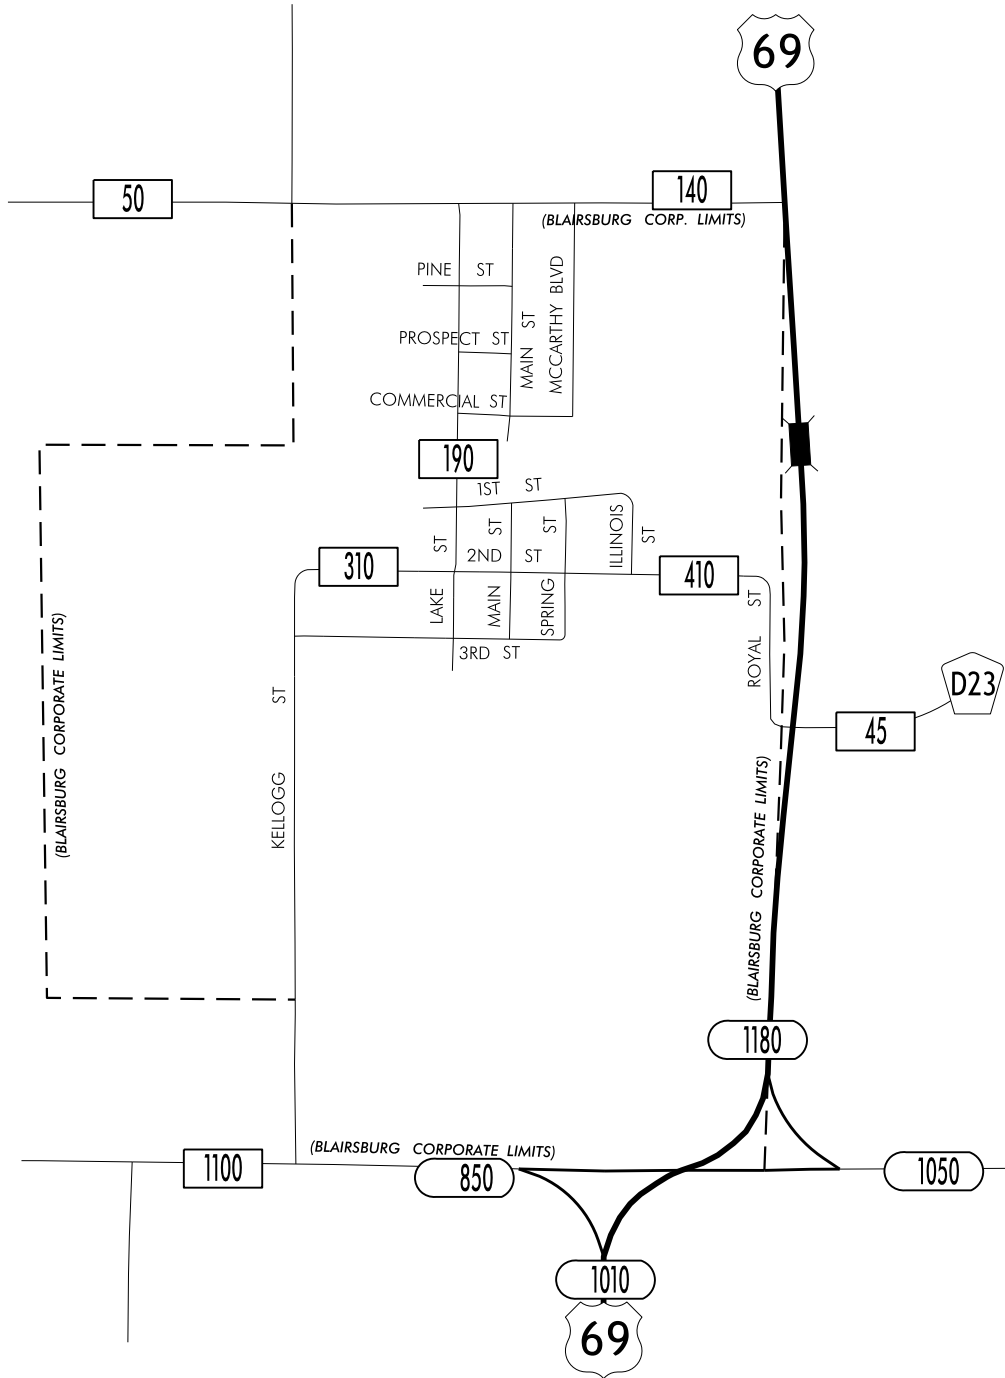 69
50
140
(BLAIRSBURG CORP. LIMITS)
PINE ST
MAIN ST
MCCARTHY BLVD
PROSPECT ST
COMMERCIAL ST
190
1ST ST
LAKE ST
MAIN ST
SPRING ST
ILLINOIS ST
2ND ST
310
410
ROYAL ST
3RD ST
D23
45
KELLOGG ST
(BLAIRSBURG CORPORATE LIMITS)
(BLAIRSBURG CORPORATE LIMITS)
1180
(BLAIRSBURG CORPORATE LIMITS)
1100
850
1050
1010
69